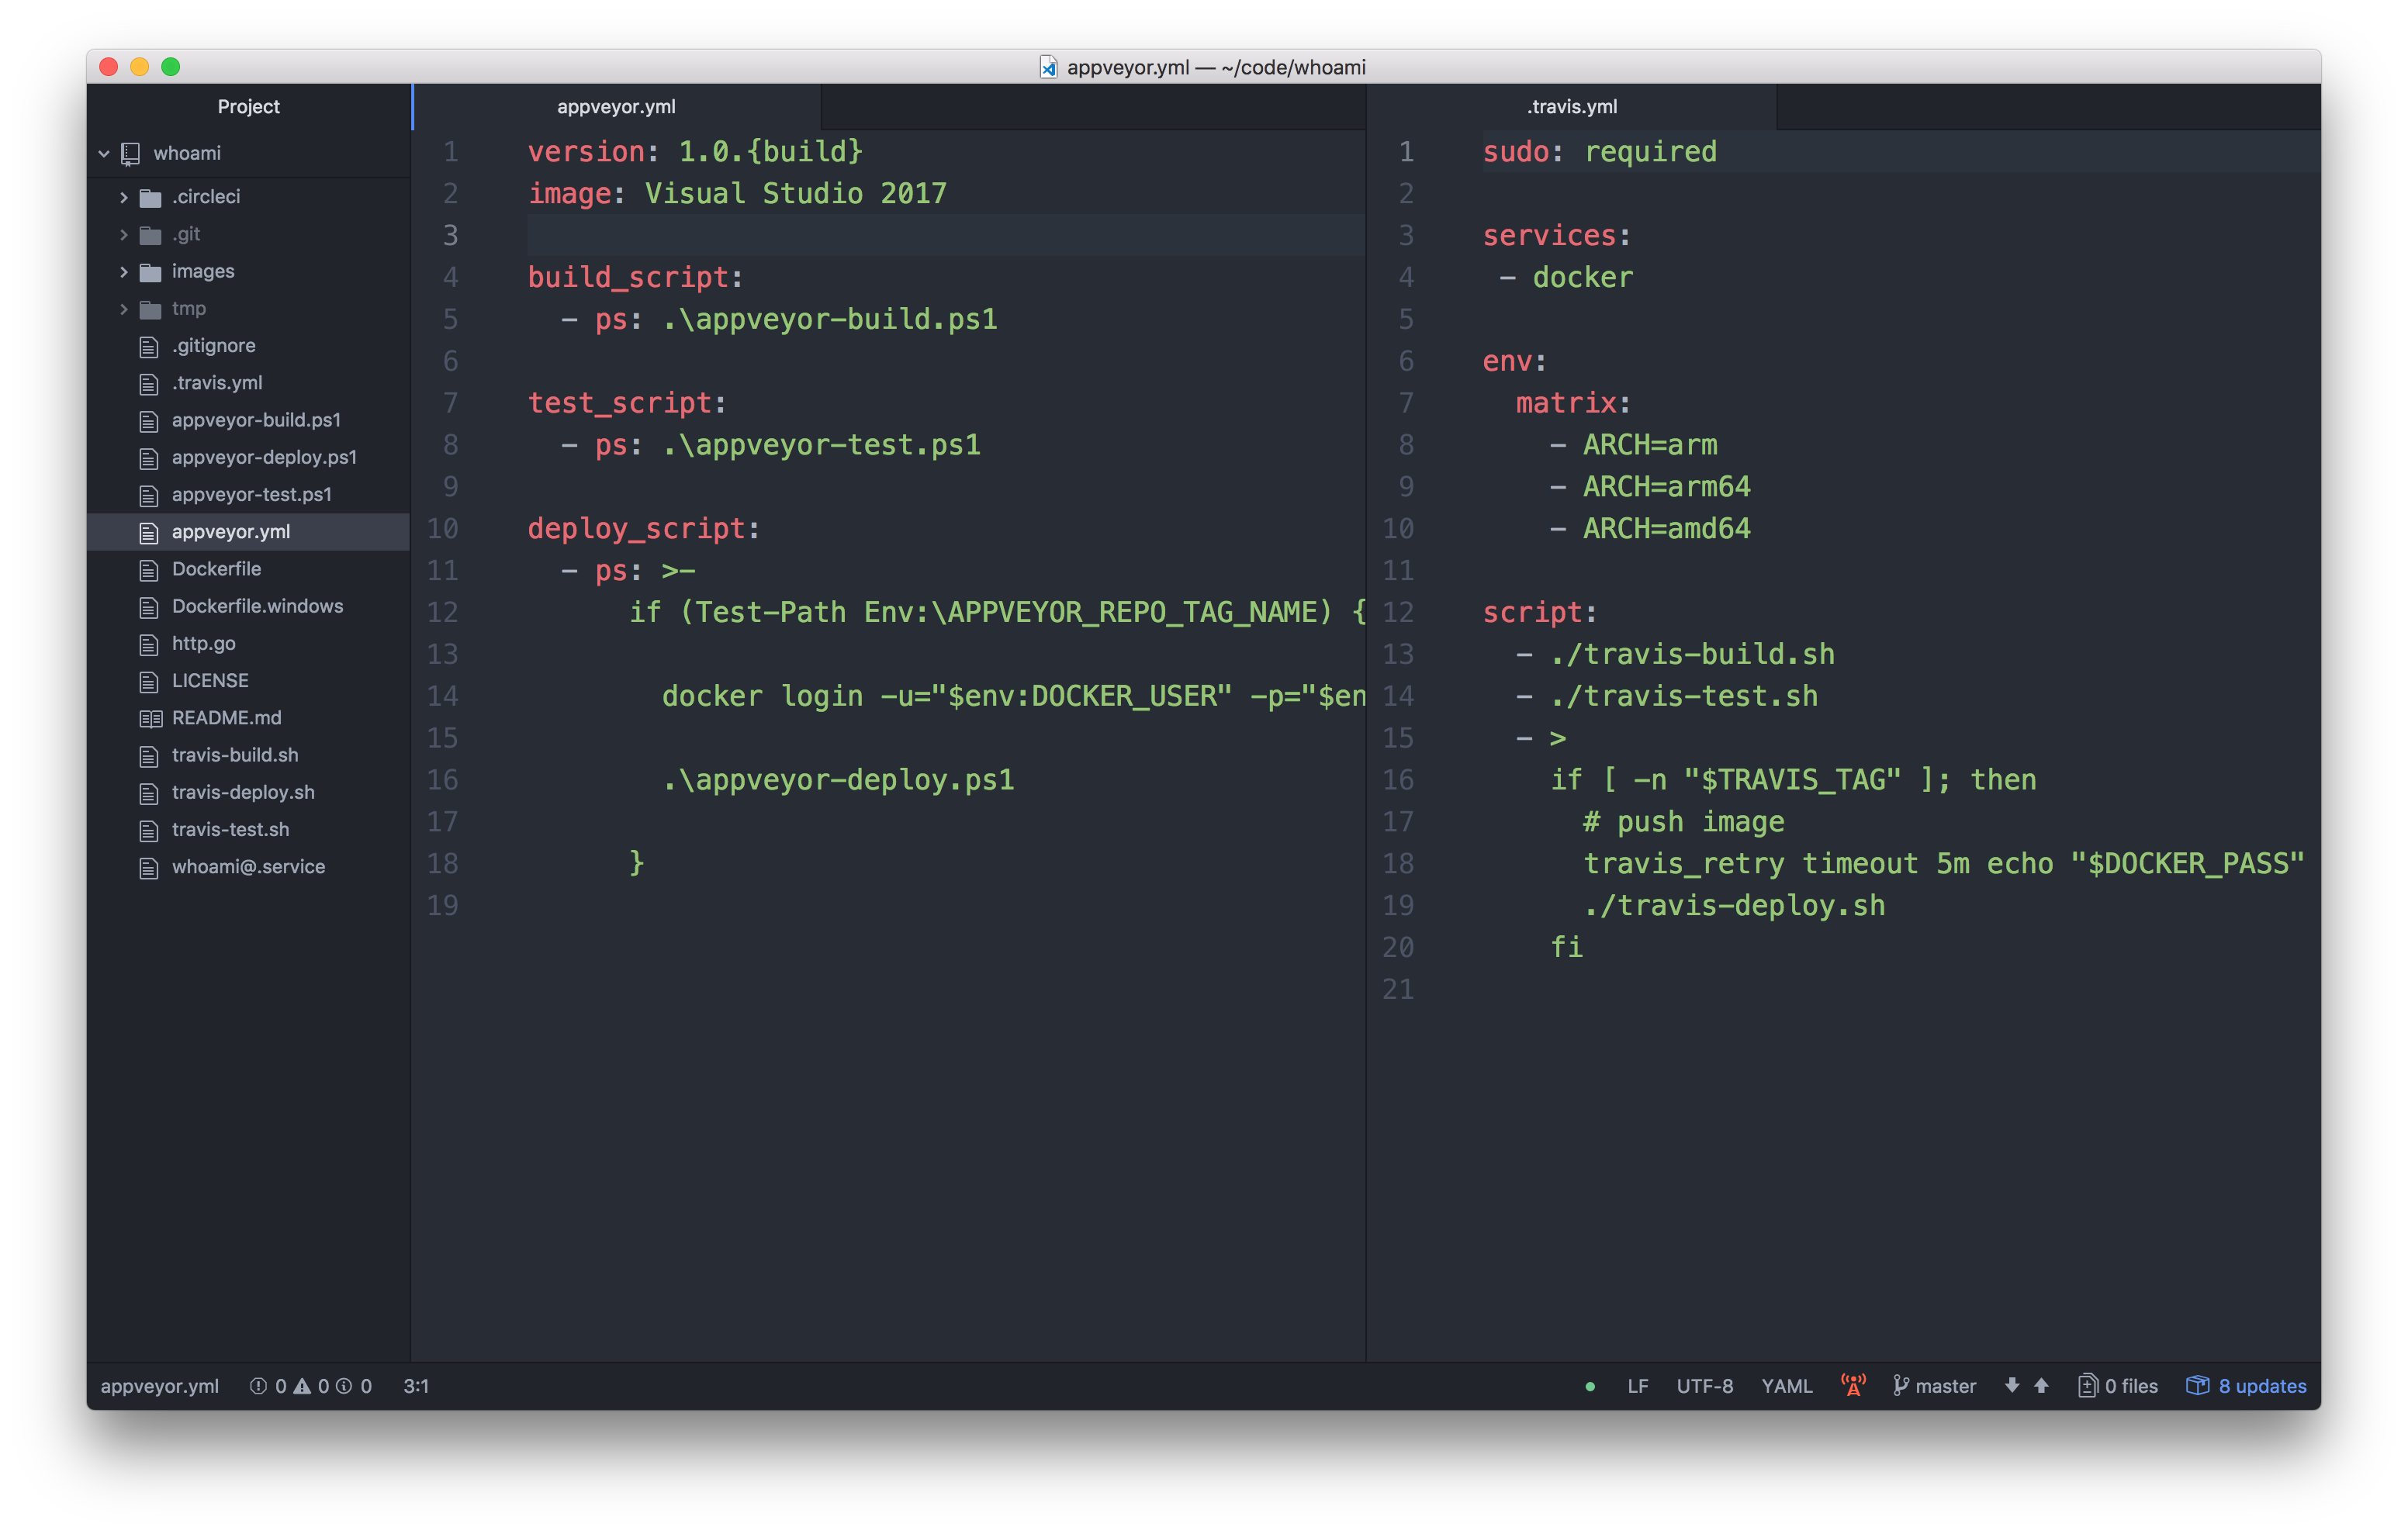 appveyor.yml — ~/code/whoami
Project
whoami
.circleci
.git
images
tmp
.gitignore
.travis.yml
appveyor-build.ps1
appveyor-deploy.ps1
appveyor-test.ps1
appveyor.yml
Dockerfile
Dockerfile.windows
http.go
LICENSE
README.md
travis-build.sh
travis-deploy.sh
travis-test.sh
whoami@.service
appveyor.yml
1 version: 1.0.{build}
2 image: Visual Studio 2017
3
4 build_script:
5 - ps: .\appveyor-build.ps1
6
7 test_script:
8 - ps: .\appveyor-test.ps1
9
10 deploy_script:
11 - ps: >-
12 if (Test-Path Env:\APPVEYOR_REPO_TAG_NAME) {
13
14 docker login -u="$env:DOCKER_USER" -p="$en
15
16 .\appveyor-deploy.ps1
17
18 }
19
.travis.yml
1 sudo: required
2
3 services:
4 - docker
5
6 env:
7 matrix:
8 - ARCH=arm
9 - ARCH=arm64
10 - ARCH=amd64
11
12 script:
13 - ./travis-build.sh
14 - ./travis-test.sh
15 - >
16 if [ -n "$TRAVIS_TAG" ]; then
17 # push image
18 travis_retry timeout 5m echo "$DOCKER_PASS"
19 ./travis-deploy.sh
20 fi
21
appveyor.yml 0 0 0 3:1 LF UTF-8 YAML master 0 files 8 updates